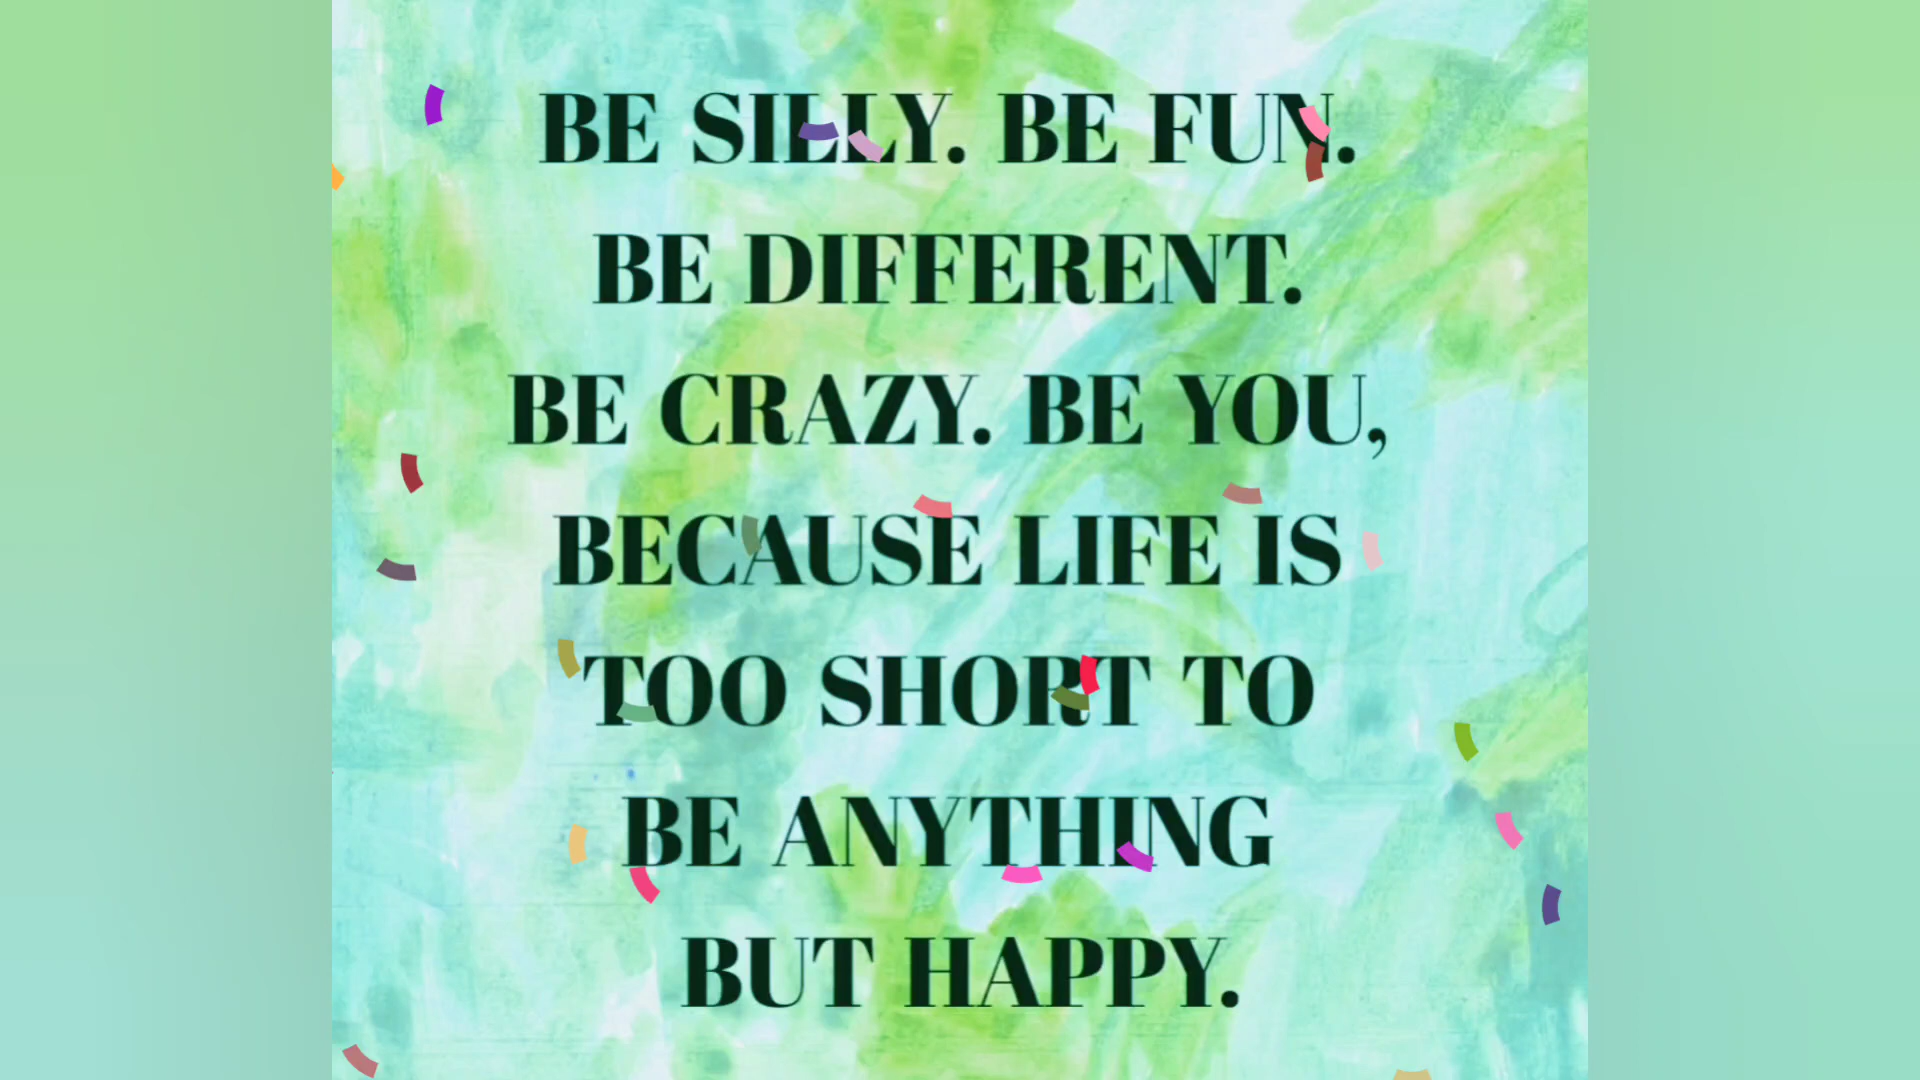 BE SILLY. BE FUN.
BE DIFFERENT.
BE CRAZY. BE YOU,
BECAUSE LIFE IS
TOO SHORT TO
BE ANYTHING
BUT HAPPY.